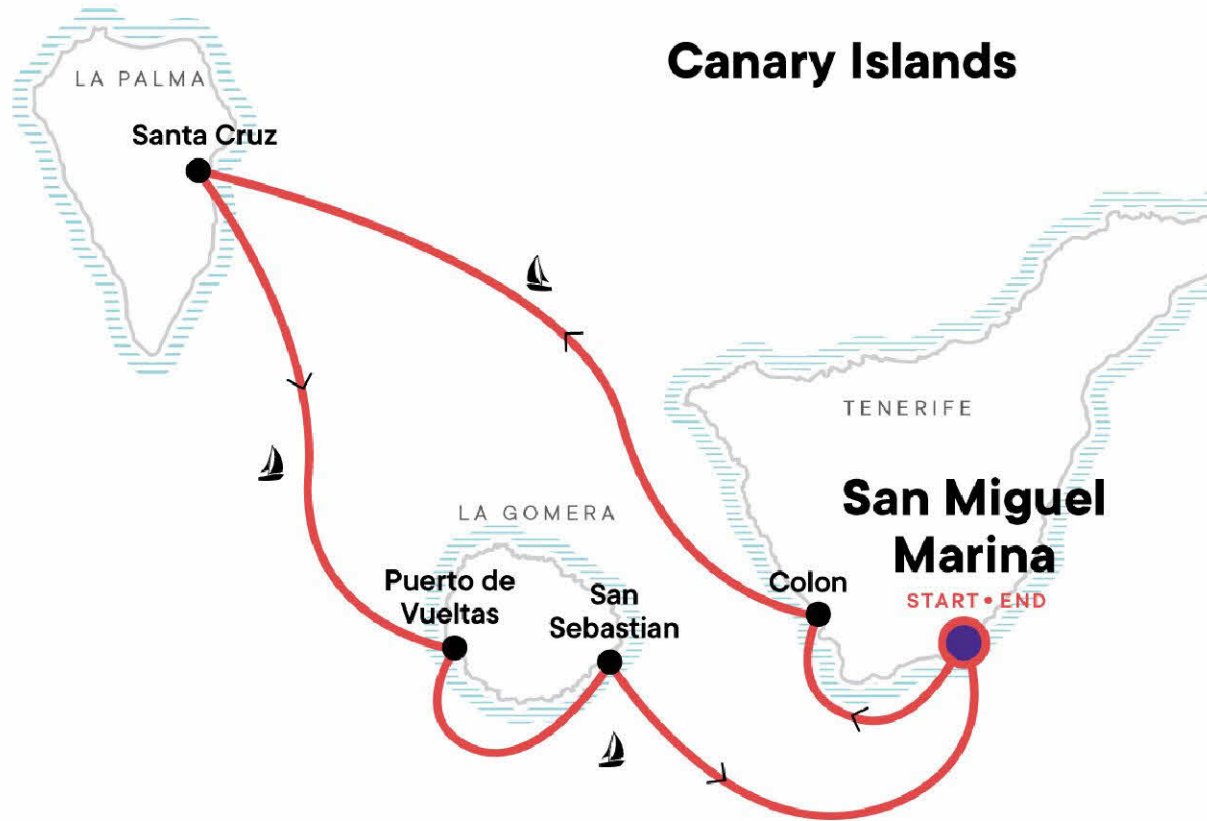 Canary Islands
LA PALMA
Santa Cruz
TENERIFE
San Miguel
Marina
START • END
LA GOMERA
Puerto de
Vueltas
San
Sebastian
Colon